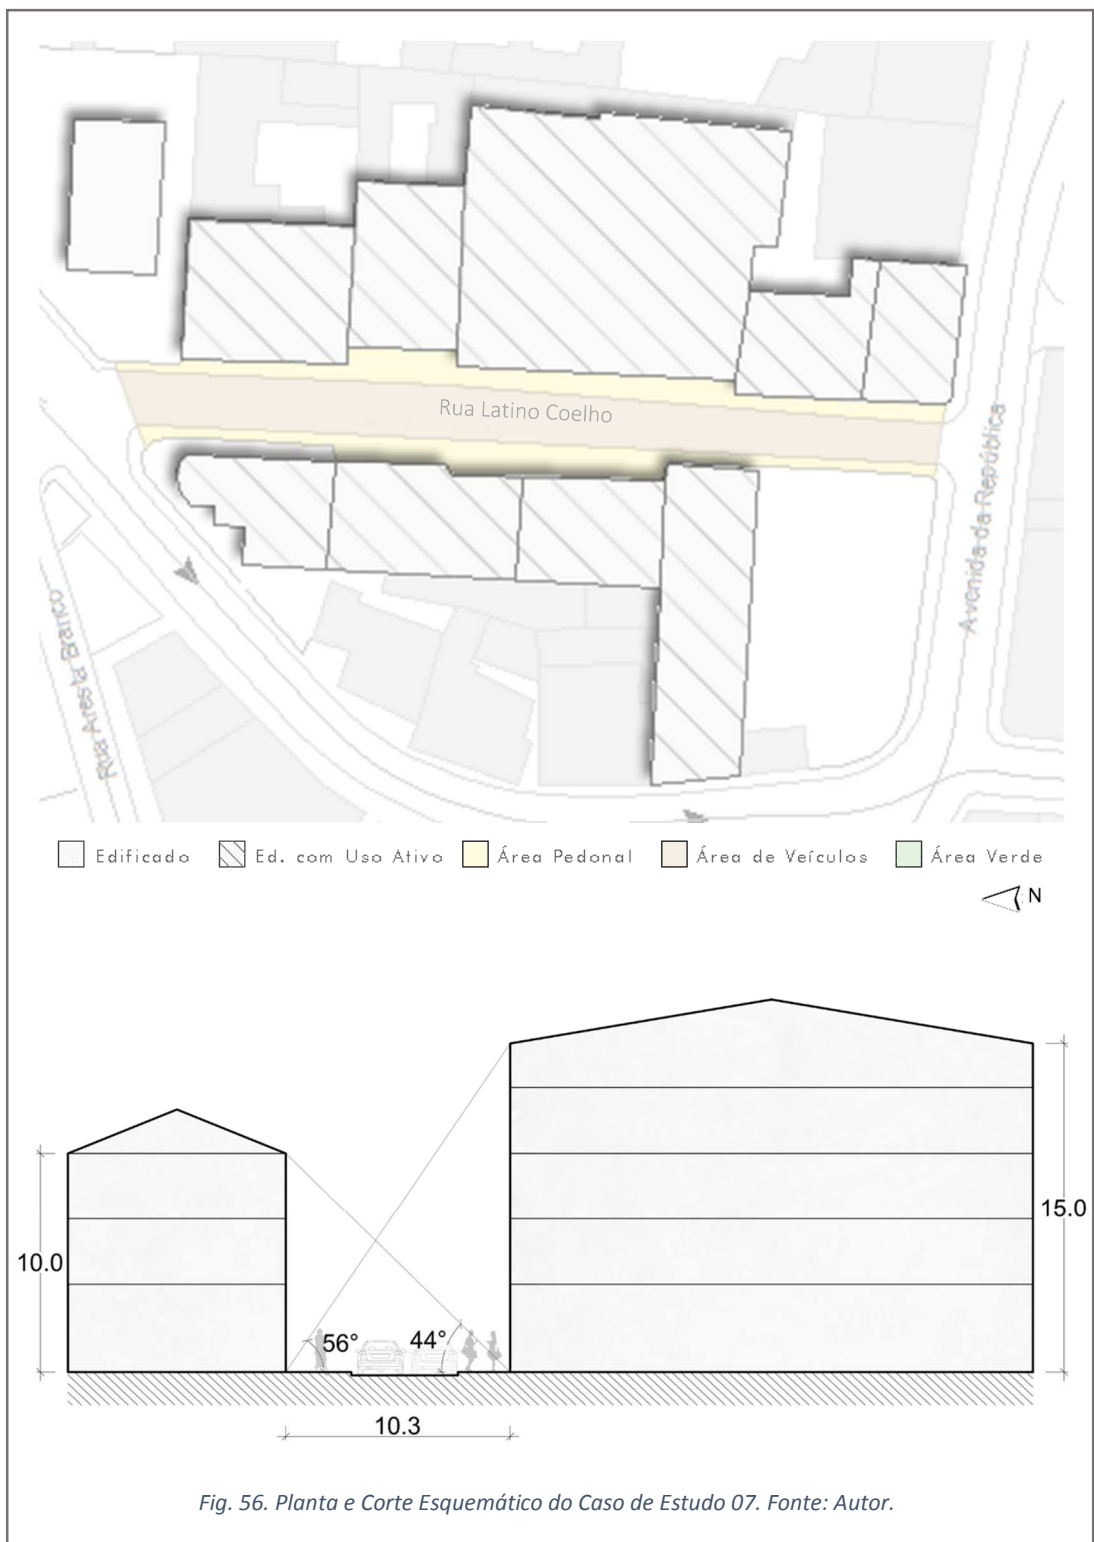 Rua Latino Coelho
Avenida da República
Rua Aresta Branco
Edificado
Ed. com Uso Ativo
Área Pedonal
Área de Veículos
Área Verde
N
15.0
10.0
56°
44°
10.3
Fig. 56. Planta e Corte Esquemático do Caso de Estudo 07. Fonte: Autor.